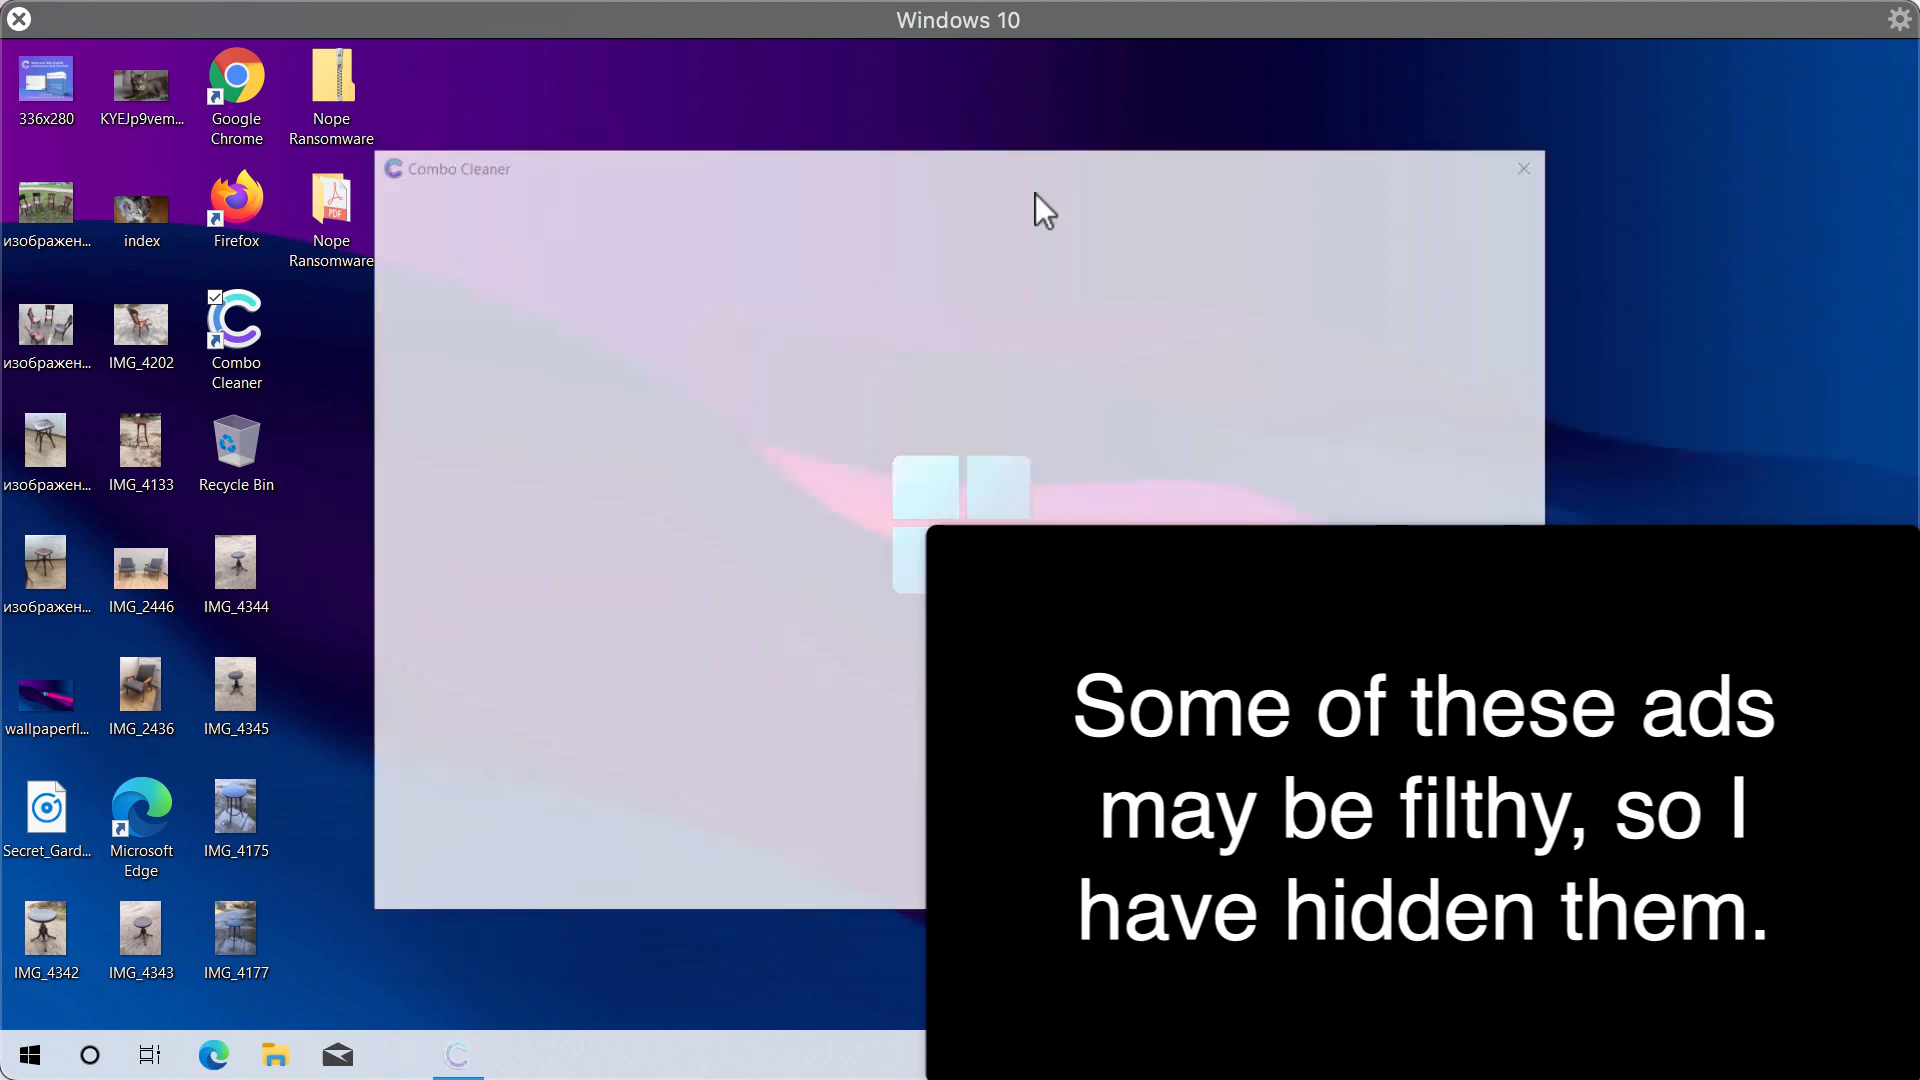 Windows 10
336x280
KYEJp9vem...
Google
Chrome
Nope
Ransomware
Combo Cleaner
изображен...
index
Firefox
PDF
Nope
Ransomware
изображен...
IMG_4202
Combo
Cleaner
изображен...
IMG_4133
Recycle Bin
изображен...
IMG_2446
IMG_4344
wallpaperfl...
IMG_2436
IMG_4345
Secret_Gard...
Microsoft
Edge
IMG_4175
IMG_4342
IMG_4343
IMG_4177
Some of these ads
may be filthy, so I
have hidden them.